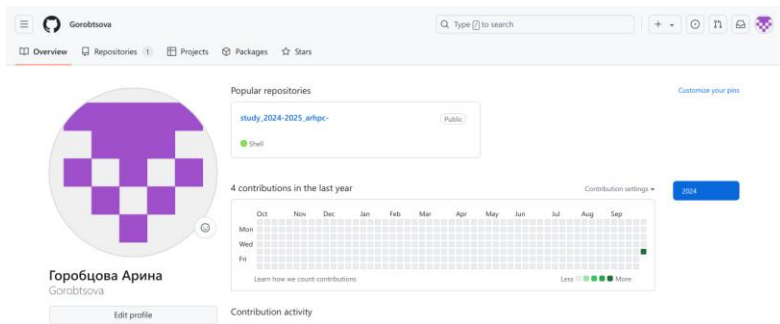 Gorobtsova
Type / to search
Overview Repositories 1 Projects Packages Stars
Popular repositories
Customize your pins
study_2024-2025_arhpc-
Public
Shell
4 contributions in the last year
Contribution settings
2024
Oct Nov Dec Jan Feb Mar Apr May Jun Jul Aug Sep
Mon
Wed
Fri
Learn how we count contributions
Less More
Горобцова Арина
Gorobtsova
Edit profile
Contribution activity